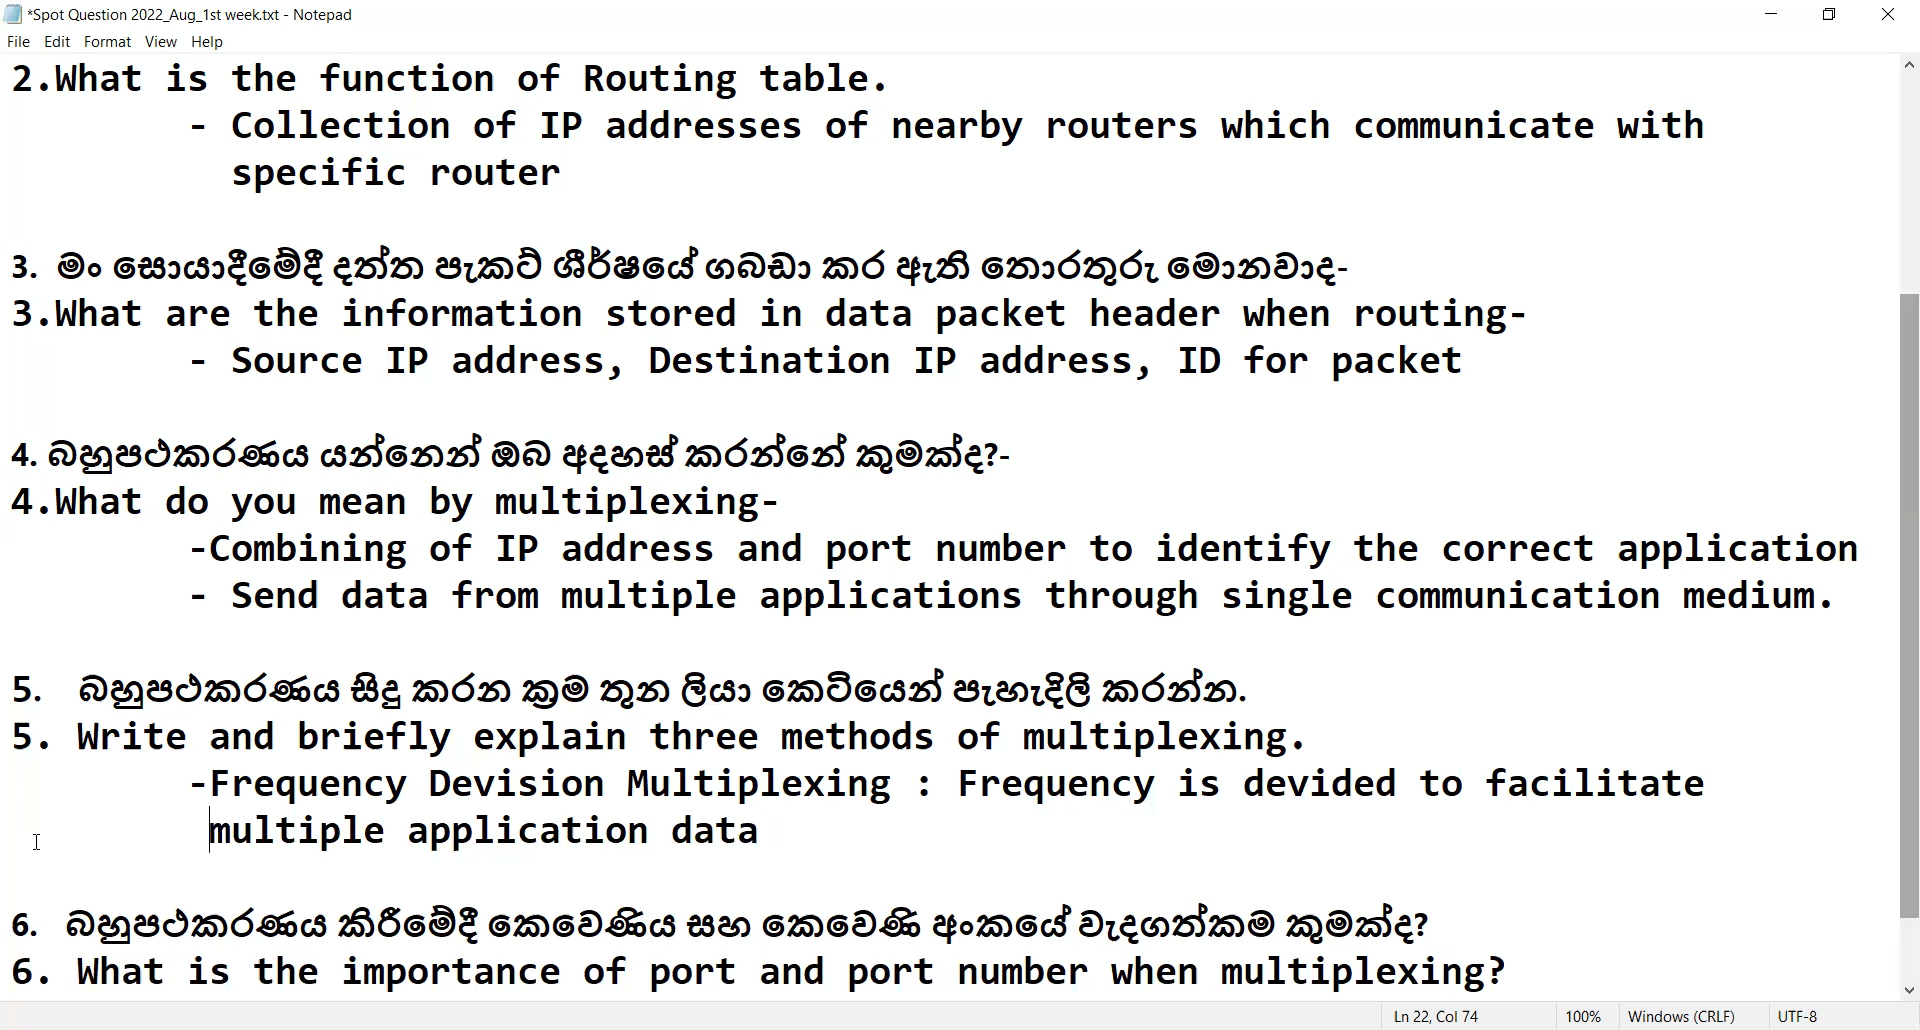 *Spot Question 2022_Aug_1st week.txt - Notepad
File Edit Format View Help
2.What is the function of Routing table.
- Collection of IP addresses of nearby routers which communicate with
specific router
3. මං සොයාදීමේදී දත්ත පැකට් ශීර්ෂයේ ගබඩා කර ඇති තොරතුරු මොනවාද-
3.What are the information stored in data packet header when routing-
- Source IP address, Destination IP address, ID for packet
4. බහුපථකරණය යන්නෙන් ඔබ අදහස් කරන්නේ කුමක්ද?-
4.What do you mean by multiplexing-
-Combining of IP address and port number to identify the correct application
- Send data from multiple applications through single communication medium.
5. බහුපථකරණය සිදු කරන ක්‍රම තුන ලියා කෙටියෙන් පැහැදිලි කරන්න.
5. Write and briefly explain three methods of multiplexing.
-Frequency Devision Multiplexing : Frequency is devided to facilitate
multiple application data
6. බහුපථකරණය කිරීමේදී කෙවෙණිය සහ කෙවෙණි අංකයේ වැදගත්කම කුමක්ද?
6. What is the importance of port and port number when multiplexing?
Ln 22, Col 74 100% Windows (CRLF) UTF-8